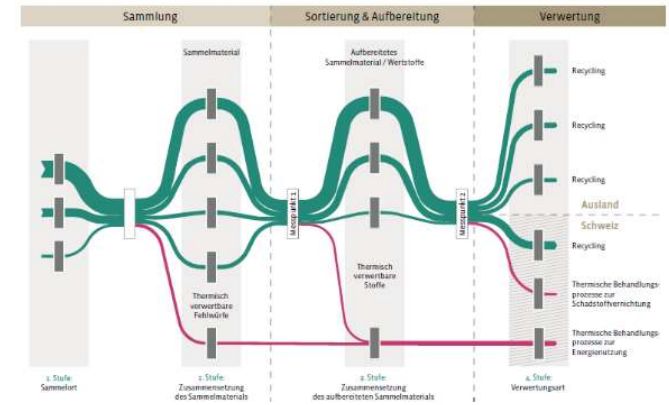 Sammlung
Sortierung & Aufbereitung
Verwertung
Sammelmaterial
Aufbereitetes
Sammelmaterial / Wertstoffe
Recycling
Recycling
Recycling
Ausland
Schweiz
Recycling
Messpunkt 1
Messpunkt 2
Thermisch
verwertbare
Fehlwürfe
Thermisch
verwertbare
Stoffe
Thermische Behandlungs-
prozesse zur
Schadstoffvernichtung
Thermische Behandlungs-
prozesse zur
Energienutzung
1. Stufe:
Sammelort
2. Stufe:
Zusammensetzung
des Sammelmaterials
3. Stufe:
Zusammensetzung
des aufbereiteten Sammelmaterials
4. Stufe:
Verwertungsart